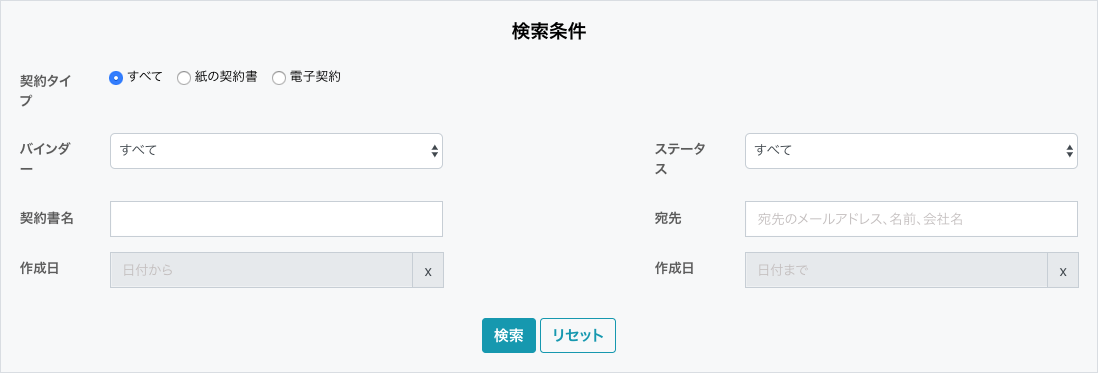 検索条件
契約タイ
プ
すべて 紙の契約書 電子契約
バインダ
ー
すべて
ステータ
ス
すべて
契約書名
宛先
宛先のメールアドレス、名前、会社名
作成日
日付から x
作成日
日付まで x
検索 リセット